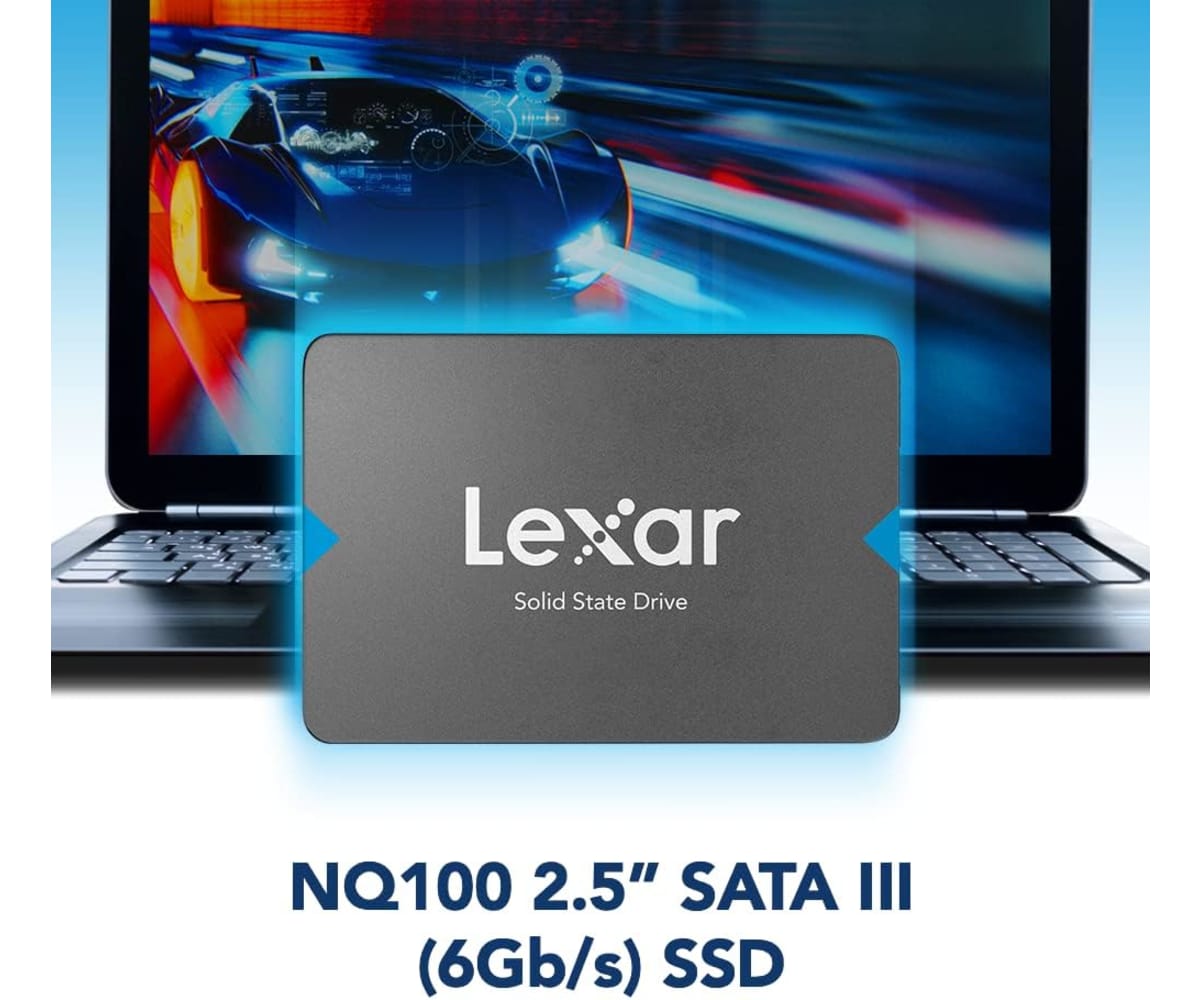 Lexar
Solid State Drive
NQ100 2.5” SATA III
(6Gb/s) SSD